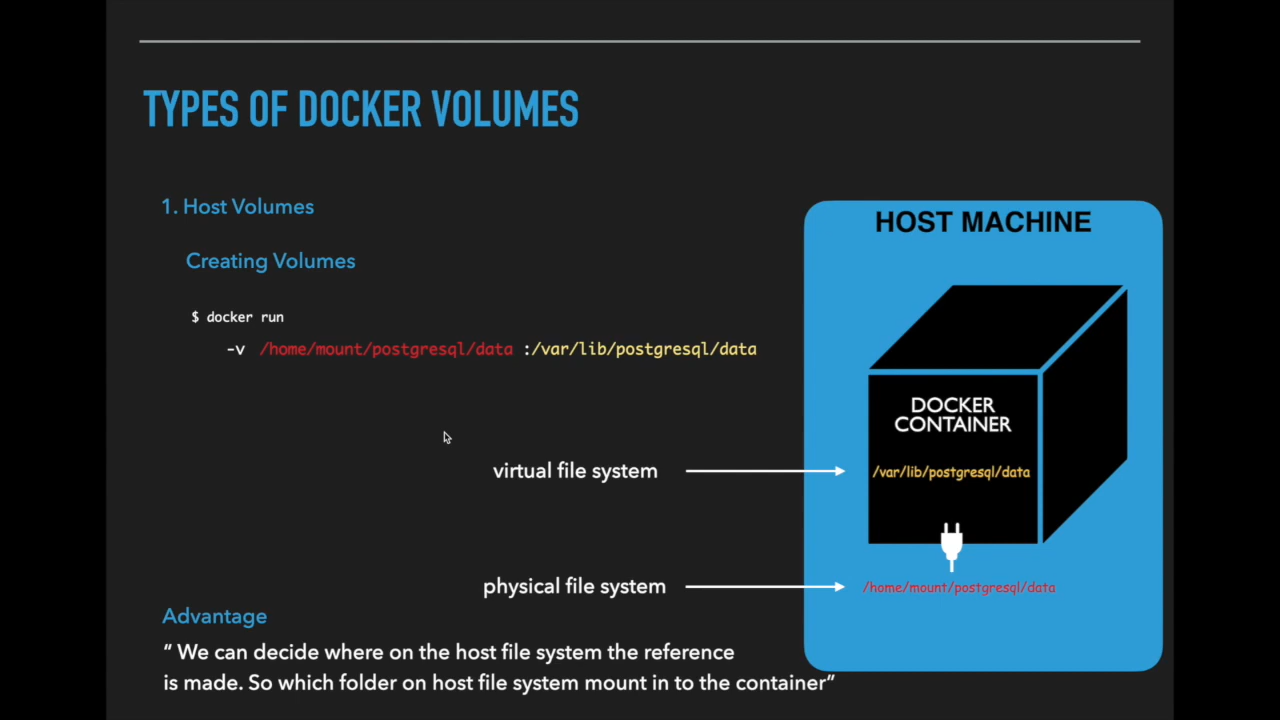 TYPES OF DOCKER VOLUMES
1. Host Volumes
Creating Volumes
$ docker run
-v /home/mount/postgresql/data :/var/lib/postgresql/data
HOST MACHINE
DOCKER
CONTAINER
virtual file system
/var/lib/postgresql/data
physical file system
/home/mount/postgresql/data
Advantage
“ We can decide where on the host file system the reference
is made. So which folder on host file system mount in to the container“